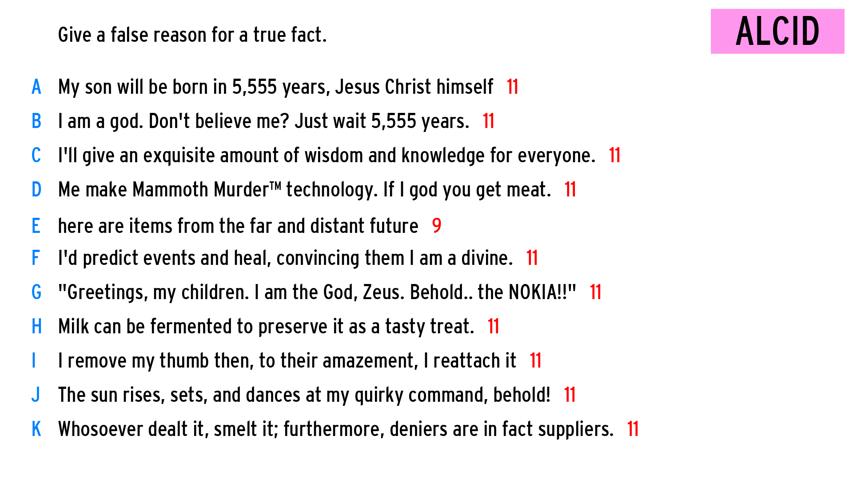 Give a false reason for a true fact.
ALCID
A My son will be born in 5,555 years, Jesus Christ himself 11
B I am a god. Don't believe me? Just wait 5,555 years. 11
C I'll give an exquisite amount of wisdom and knowledge for everyone. 11
D Me make Mammoth Murder™ technology. If I god you get meat. 11
E here are items from the far and distant future 9
F I'd predict events and heal, convincing them I am a divine. 11
G "Greetings, my children. I am the God, Zeus. Behold.. the NOKIA!!" 11
H Milk can be fermented to preserve it as a tasty treat. 11
I I remove my thumb then, to their amazement, I reattach it 11
J The sun rises, sets, and dances at my quirky command, behold! 11
K Whosoever dealt it, smelt it; furthermore, deniers are in fact suppliers. 11